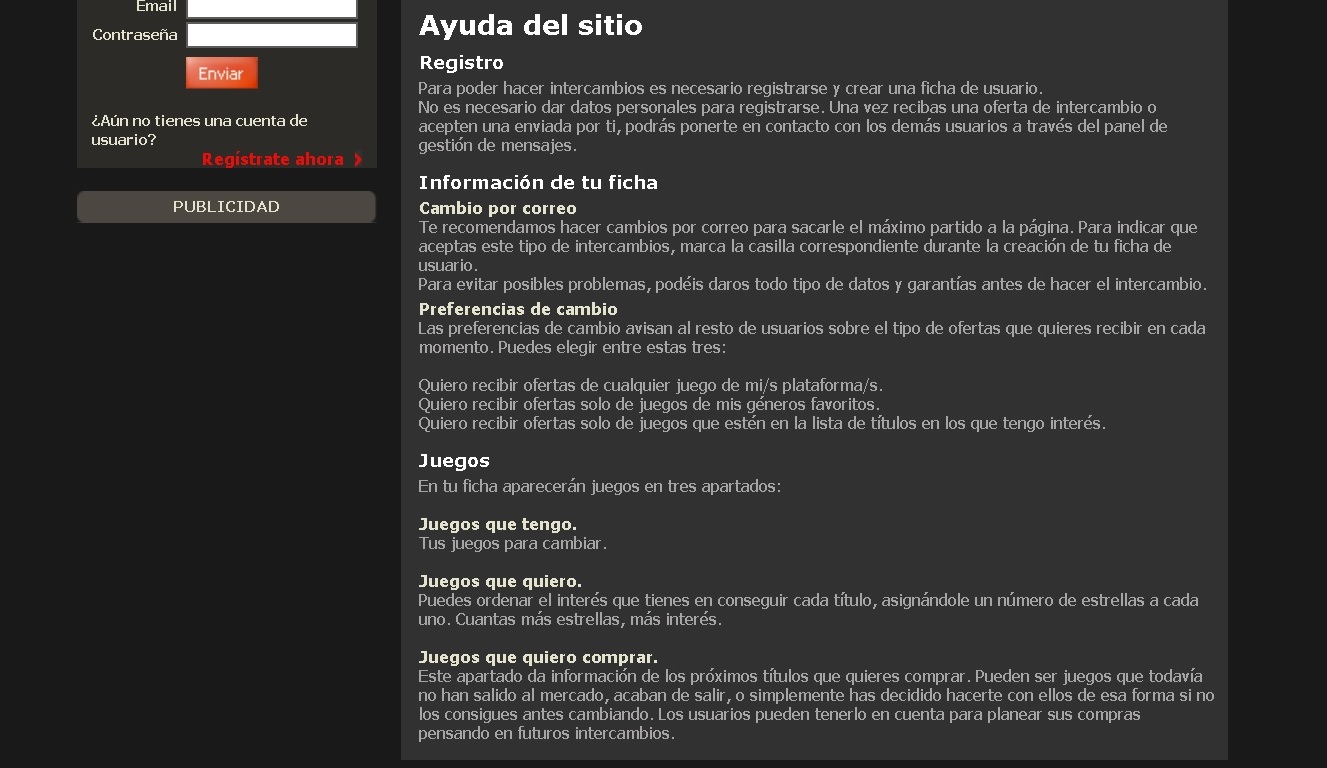 Email
Contraseña
Enviar
¿Aún no tienes una cuenta de
usuario?
Regístrate ahora
PUBLICIDAD
Ayuda del sitio
Registro
Para poder hacer intercambios es necesario registrarse y crear una ficha de usuario.
No es necesario dar datos personales para registrarse. Una vez recibas una oferta de intercambio o
acepten una enviada por ti, podrás ponerte en contacto con los demás usuarios a través del panel de
gestión de mensajes.
Información de tu ficha
Cambio por correo
Te recomendamos hacer cambios por correo para sacarle el máximo partido a la página. Para indicar que
aceptas este tipo de intercambios, marca la casilla correspondiente durante la creación de tu ficha de
usuario.
Para evitar posibles problemas, podéis daros todo tipo de datos y garantías antes de hacer el intercambio.
Preferencias de cambio
Las preferencias de cambio avisan al resto de usuarios sobre el tipo de ofertas que quieres recibir en cada
momento. Puedes elegir entre estas tres:
Quiero recibir ofertas de cualquier juego de mi/s plataforma/s.
Quiero recibir ofertas solo de juegos de mis géneros favoritos.
Quiero recibir ofertas solo de juegos que estén en la lista de títulos en los que tengo interés.
Juegos
En tu ficha aparecerán juegos en tres apartados:
Juegos que tengo.
Tus juegos para cambiar.
Juegos que quiero.
Puedes ordenar el interés que tienes en conseguir cada título, asignándole un número de estrellas a cada
uno. Cuantas más estrellas, más interés.
Juegos que quiero comprar.
Este apartado da información de los próximos títulos que quieres comprar. Pueden ser juegos que todavía
no han salido al mercado, acaban de salir, o simplemente has decidido hacerte con ellos de esa forma si no
los consigues antes cambiando. Los usuarios pueden tenerlo en cuenta para planear sus compras
pensando en futuros intercambios.